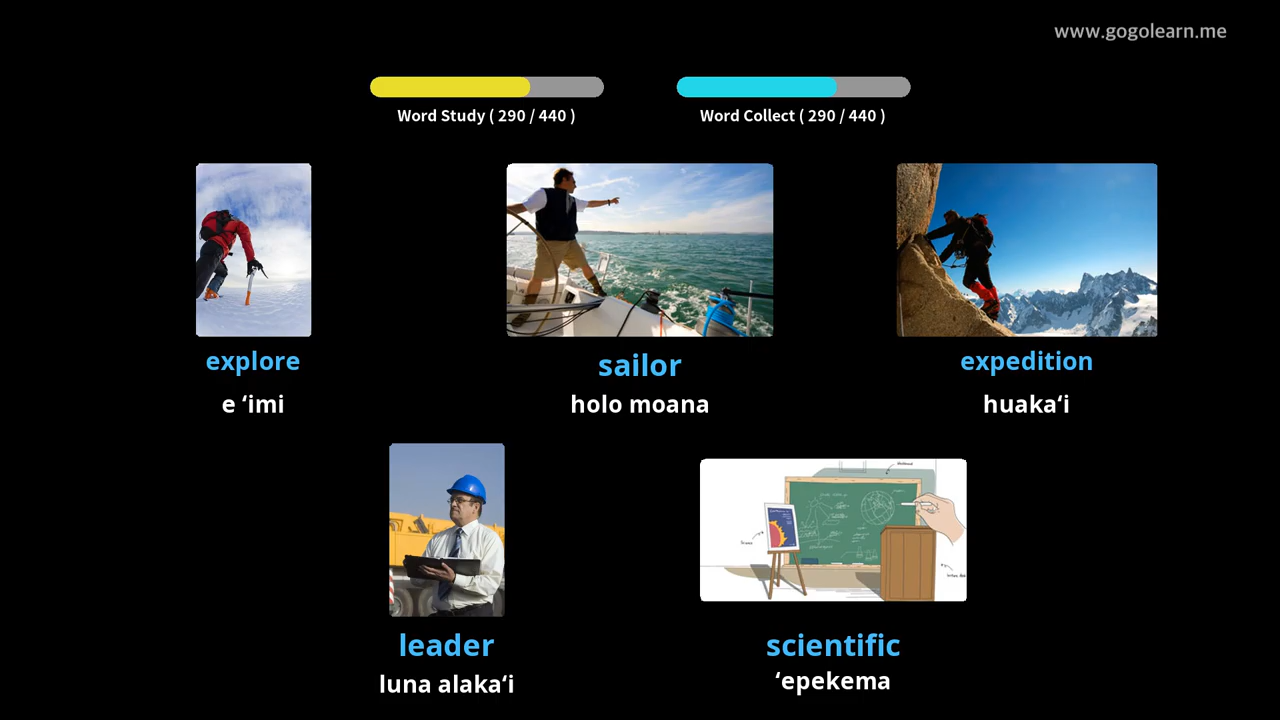 www.gogolearn.me
Word Study ( 290 / 440 )
Word Collect ( 290 / 440 )
explore
e ʻimi
sailor
holo moana
expedition
huakaʻi
leader
luna alakaʻi
scientific
ʻepekema